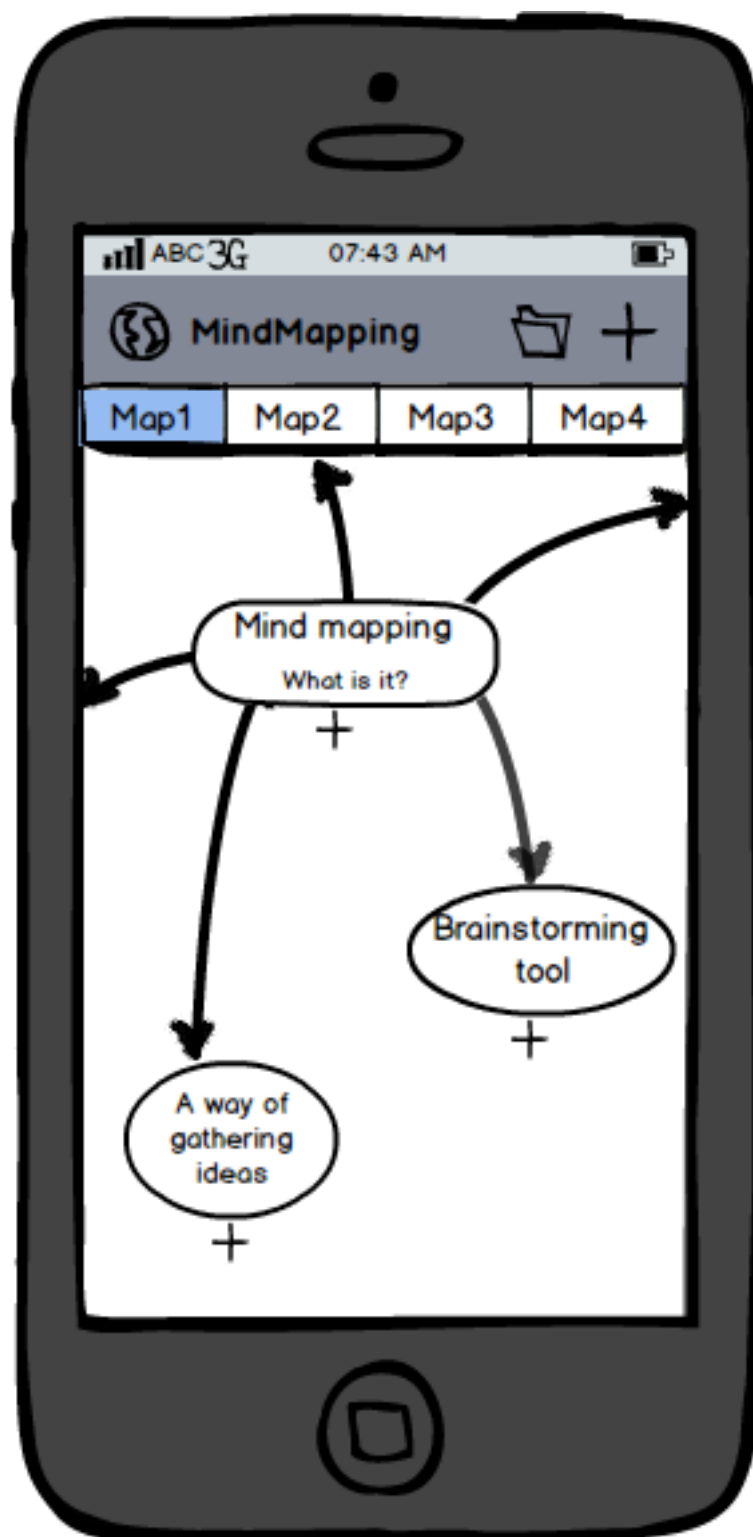 ABC 3G 07:43 AM
MindMapping
Map1 Map2 Map3 Map4
Mind mapping
What is it?
Brainstorming
tool
A way of
gathering
ideas